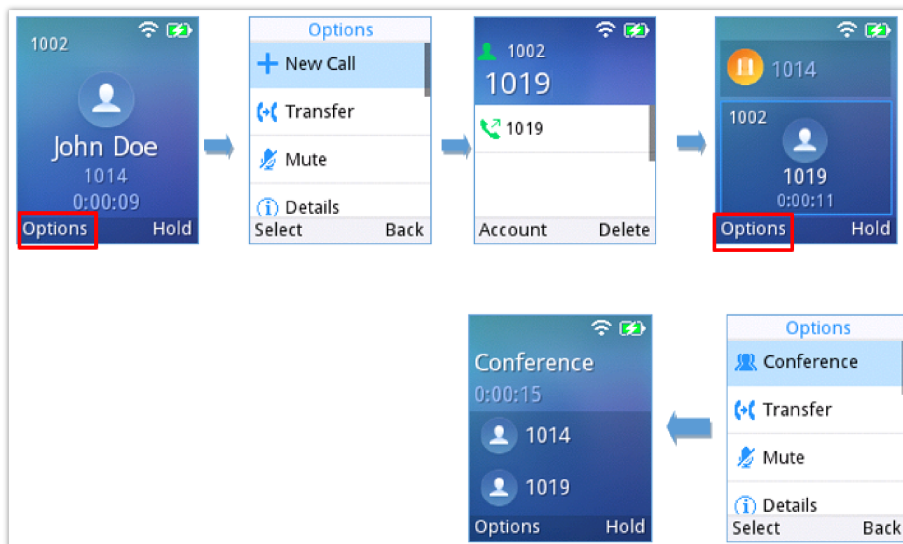 1002
John Doe
1014
0:00:09
Options Hold
Options
New Call
Transfer
Mute
Details
Select Back
1002
1019
1019
Account Delete
1014
1002
1019
0:00:11
Options Hold
Conference
0:00:15
1014
1019
Options Hold
Options
Conference
Transfer
Mute
Details
Select Back